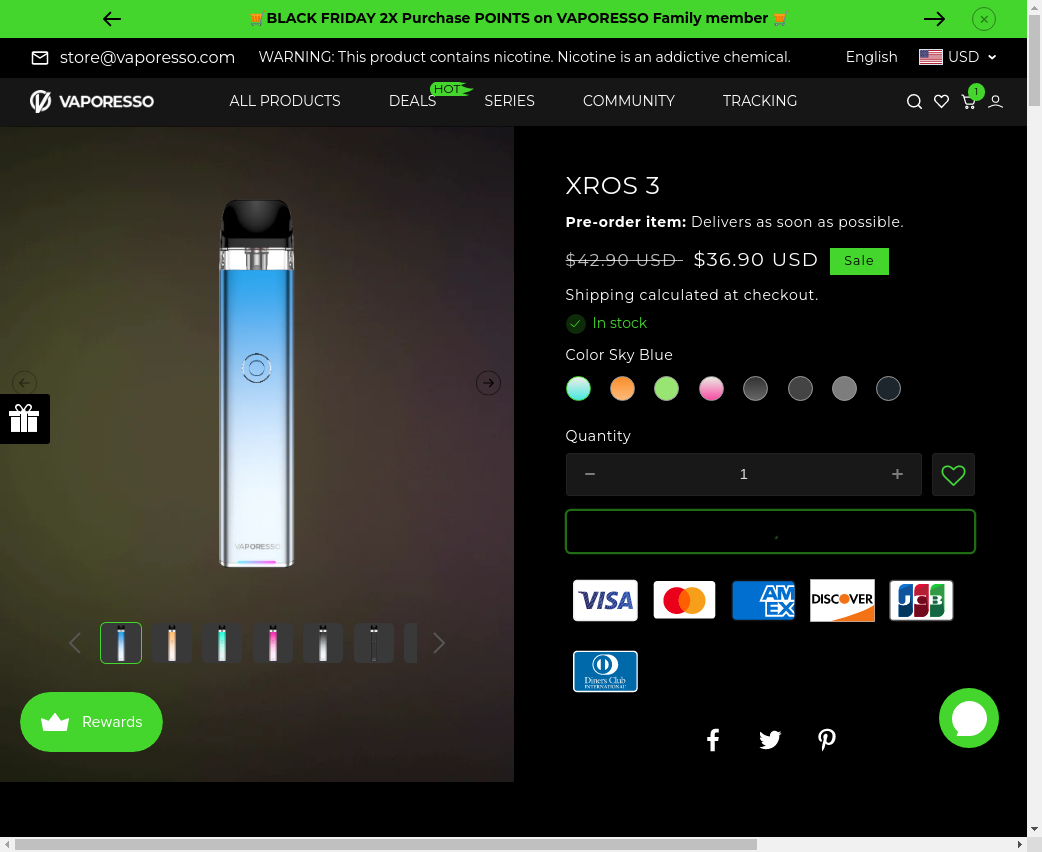 🛒BLACK FRIDAY 2X Purchase POINTS on VAPORESSO Family member 🛒
store@vaporesso.com
WARNING: This product contains nicotine. Nicotine is an addictive chemical.
English
USD
VAPORESSO
ALL PRODUCTS
DEALS
HOT
SERIES
COMMUNITY
TRACKING
1
XROS 3
Pre-order item: Delivers as soon as possible.
$42.90 USD $36.90 USD Sale
Shipping calculated at checkout.
In stock
Color Sky Blue
Quantity
− 1 +
VAPORESSO
VISA
AM EX
DISCOVER
JCB
Diners Club
INTERNATIONAL
Rewards